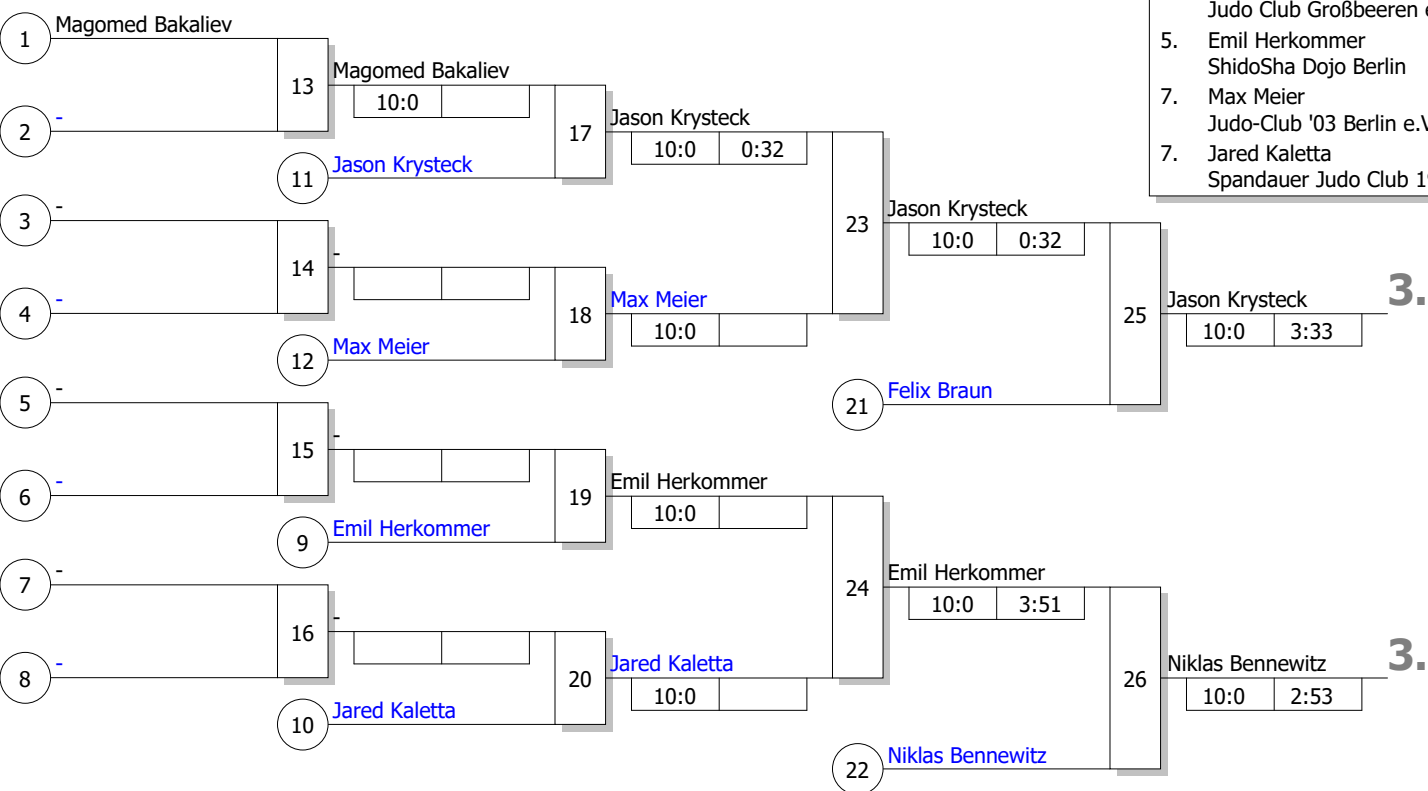 Judo Club Großbeeren e
5. Emil Herkommer
ShidoSha Dojo Berlin
7. Max Meier
Judo-Club '03 Berlin e.V
7. Jared Kaletta
Spandauer Judo Club 19
1 Magomed Bakaliev
13
Magomed Bakaliev
10:0
2 -
17
Jason Krysteck
10:0 0:32
11 Jason Krysteck
3 -
23
Jason Krysteck
10:0 0:32
14
-
4 -
18
Max Meier
10:0
12 Max Meier
25
Jason Krysteck 3.
10:0 3:33
5 -
21 Felix Braun
15
-
6 -
19
Emil Herkommer
10:0
9 Emil Herkommer
7 -
24
Emil Herkommer
10:0 3:51
16
-
8 -
20
Jared Kaletta
10:0
10 Jared Kaletta
26
Niklas Bennewitz 3.
10:0 2:53
22 Niklas Bennewitz